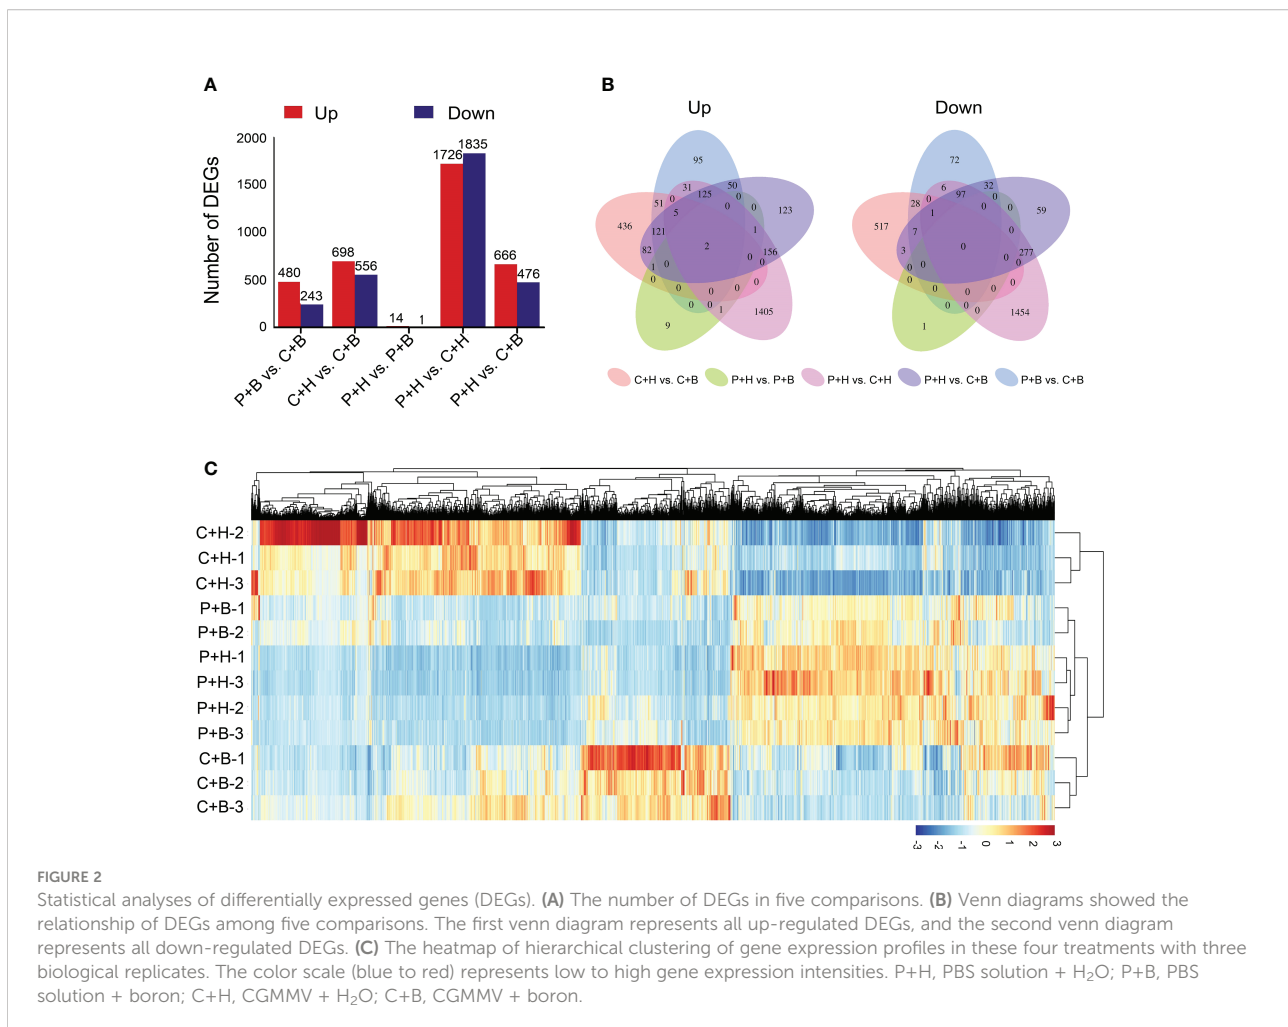 A
Up
Down
Number of DEGs
2000
1500
1000
500
0
480
243
698
556
14
1
1726
1835
666
476
P+B vs. C+B
C+H vs. C+B
P+H vs. P+B
P+H vs. C+H
P+H vs. C+B
B
Up
95
31
50
0
125
0
51
0
0
5
436
123
121
1
82
2
156
0
0
1
0
0
0
0
0
0
0
0
1
1405
9
Down
72
6
32
0
97
0
28
0
0
1
517
59
7
0
3
0
277
0
0
0
0
0
0
0
0
0
0
0
0
0
1454
1
C+H vs. C+B
P+H vs. P+B
P+H vs. C+H
P+H vs. C+B
P+B vs. C+B
C
C+H-2
C+H-1
C+H-3
P+B-1
P+B-2
P+H-1
P+H-3
P+H-2
P+B-3
C+B-1
C+B-2
C+B-3
-3 -2 -1 0 1 2 3
FIGURE 2
Statistical analyses of differentially expressed genes (DEGs). (A) The number of DEGs in five comparisons. (B) Venn diagrams showed the
relationship of DEGs among five comparisons. The first venn diagram represents all up-regulated DEGs, and the second venn diagram
represents all down-regulated DEGs. (C) The heatmap of hierarchical clustering of gene expression profiles in these four treatments with three
biological replicates. The color scale (blue to red) represents low to high gene expression intensities. P+H, PBS solution + H₂O; P+B, PBS
solution + boron; C+H, CGMMV + H₂O; C+B, CGMMV + boron.